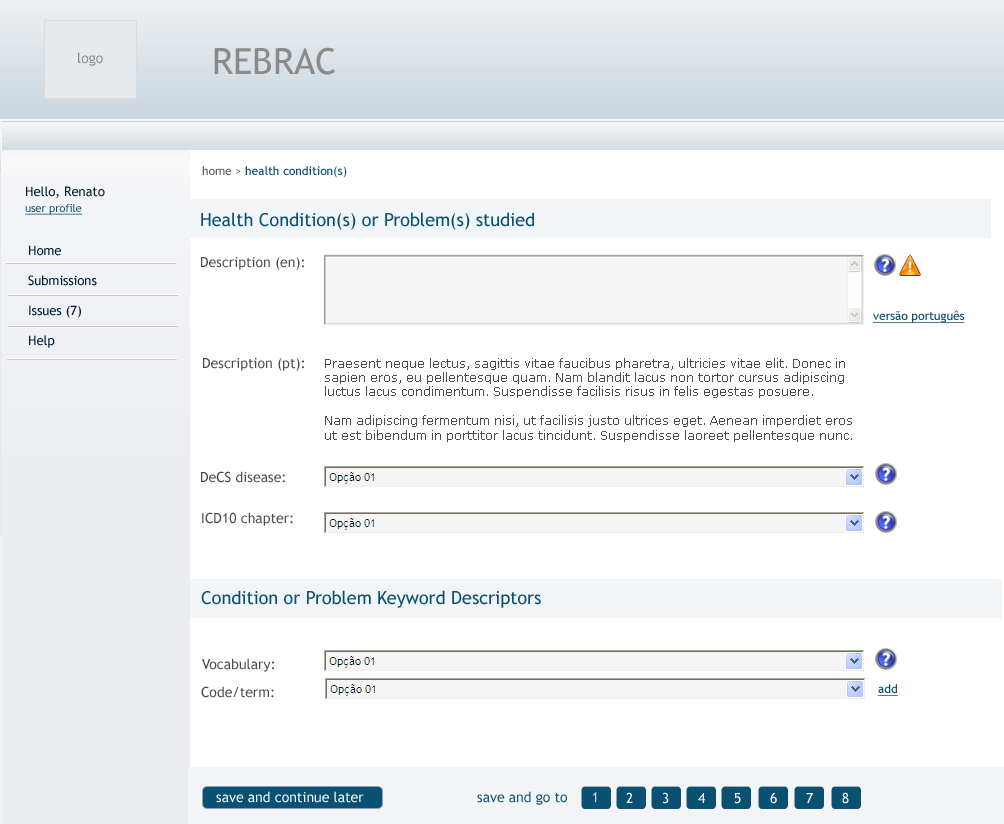 logo
REBRAC
home > health condition(s)
Hello, Renato
user profile
Home
Submissions
Issues (7)
Help
Health Condition(s) or Problem(s) studied
Description (en):
versão português
Description (pt):
Praesent neque lectus, sagittis vitae faucibus pharetra, ultricies vitae elit. Donec in
sapien eros, eu pellentesque quam. Nam blandit lacus non tortor cursus adipiscing
luctus lacus condimentum. Suspendisse facilisis risus in felis egestas posuere.
Nam adipiscing fermentum nisi, ut facilisis justo ultrices eget. Aenean imperdiet eros
ut est bibendum in porttitor lacus tincidunt. Suspendisse laoreet pellentesque nunc.
DeCS disease:
Opção 01
ICD10 chapter:
Opção 01
Condition or Problem Keyword Descriptors
Vocabulary:
Opção 01
Code/term:
Opção 01
add
save and continue later
save and go to 1 2 3 4 5 6 7 8